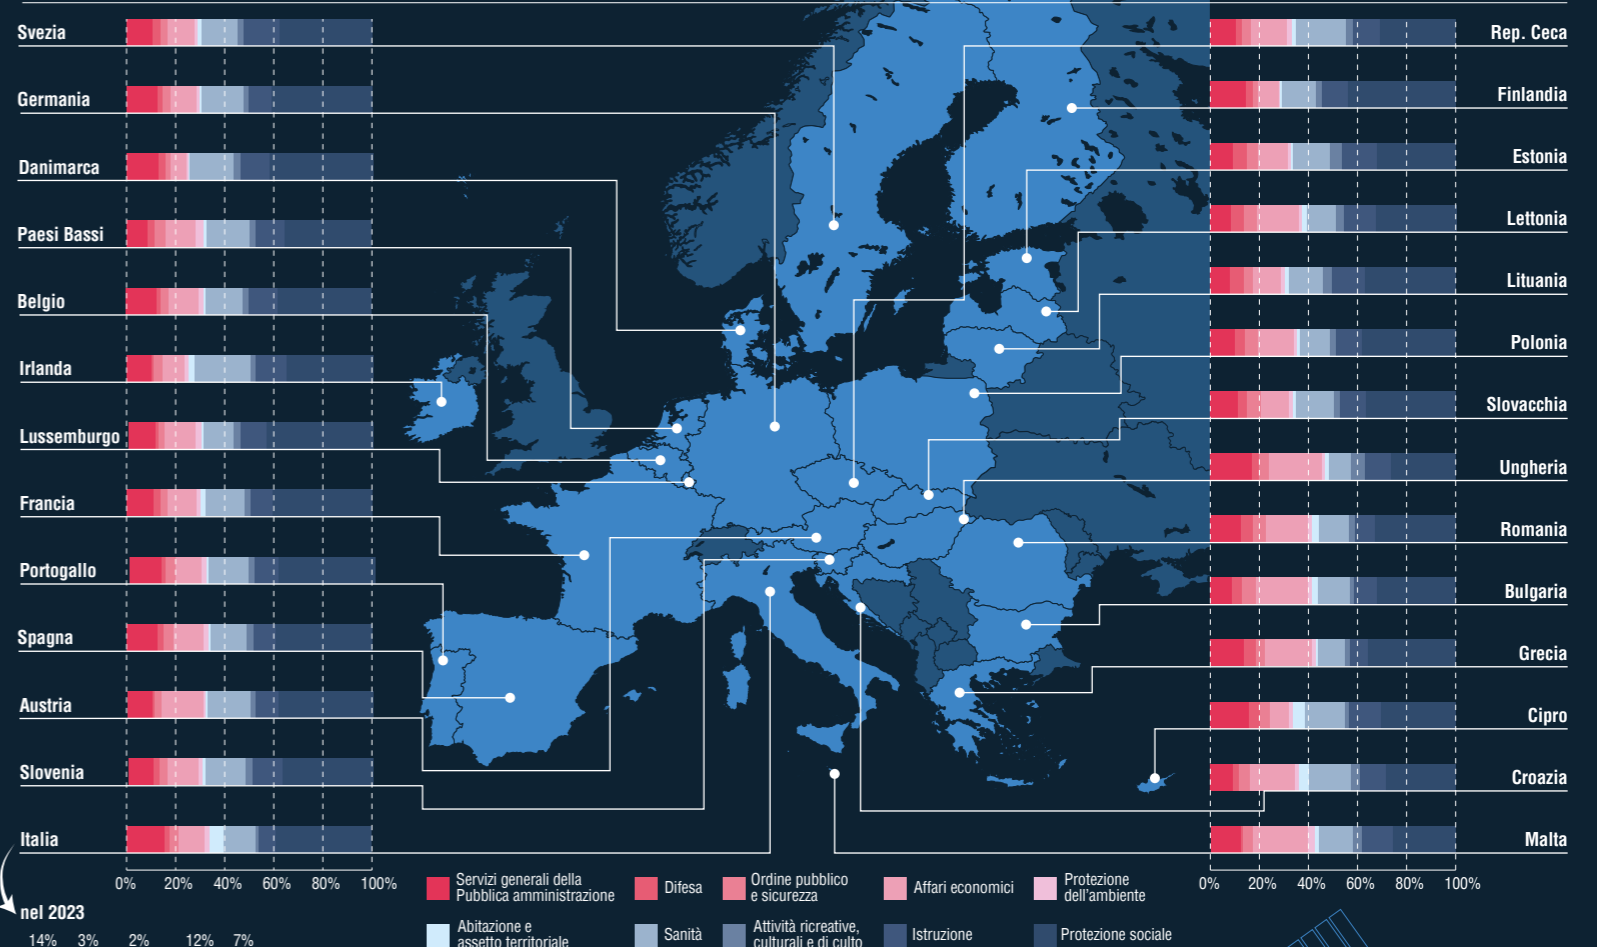 Svezia
Germania
Danimarca
Paesi Bassi
Belgio
Irlanda
Lussemburgo
Francia
Portogallo
Spagna
Austria
Slovenia
Italia
0% 20% 40% 60% 80% 100%
nel 2023
14% 3% 2% 12% 7%
Rep. Ceca
Finlandia
Estonia
Lettonia
Lituania
Polonia
Slovacchia
Ungheria
Romania
Bulgaria
Grecia
Cipro
Croazia
Malta
0% 20% 40% 60% 80% 100%
Servizi generali della
Pubblica amministrazione
Difesa
Ordine pubblico
e sicurezza
Affari economici
Protezione
dell'ambiente
Abitazione e
assetto territoriale
Sanità
Attività ricreative,
culturali e di culto
Istruzione
Protezione sociale